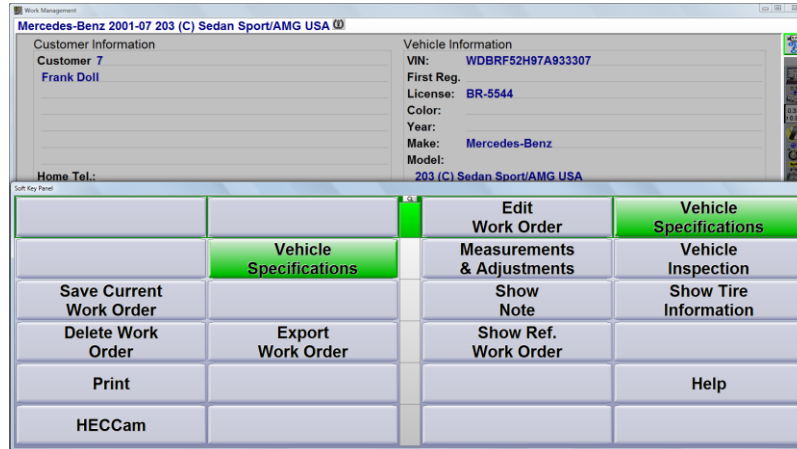 Work Management
Mercedes-Benz 2001-07 203 (C) Sedan Sport/AMG USA
Customer Information
Customer 7
Frank Doll
Home Tel.:
Vehicle Information
VIN: WDBRF52H97A933307
First Reg.
License: BR-5544
Color:
Year:
Make: Mercedes-Benz
Model:
203 (C) Sedan Sport/AMG USA
Soft Key Panel
Edit
Work Order
Vehicle
Specifications
Vehicle
Specifications
Measurements
& Adjustments
Vehicle
Inspection
Save Current
Work Order
Show
Note
Show Tire
Information
Delete Work
Order
Export
Work Order
Show Ref.
Work Order
Print
Help
HECCam